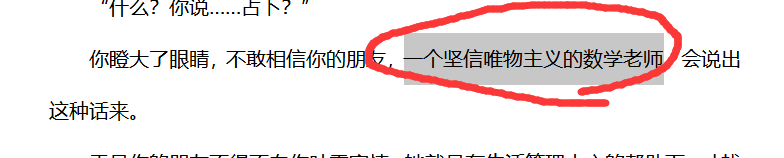 “什么？你说……占卜？”
你瞪大了眼睛，不敢相信你的朋友，一个坚信唯物主义的数学老师，会说出
这种话来。